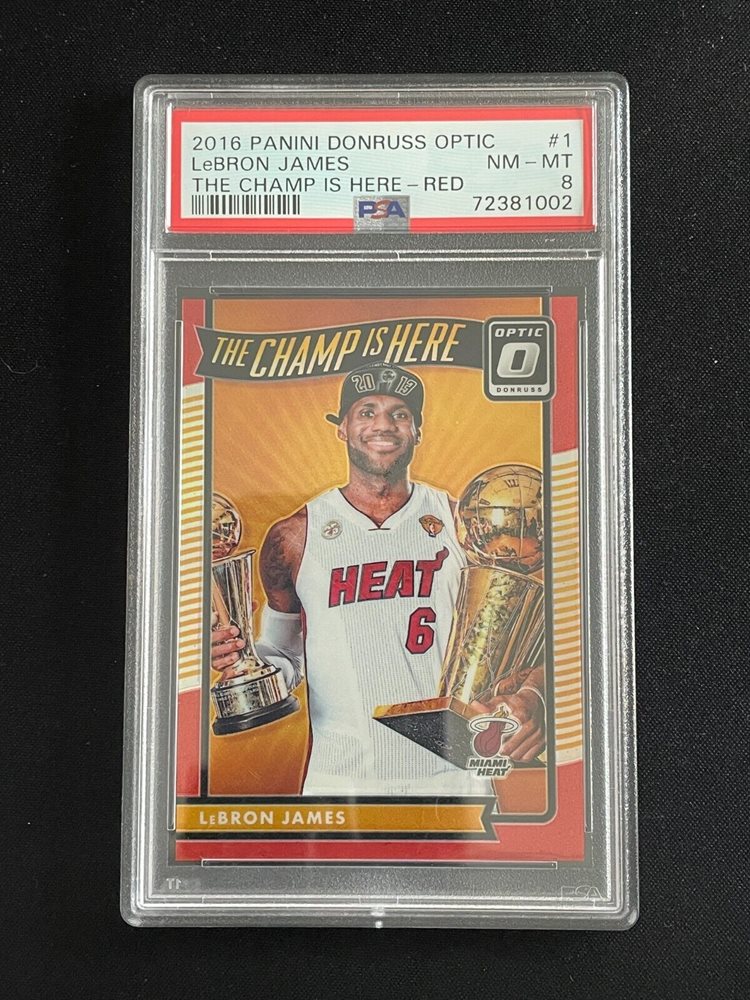 2016 PANINI DONRUSS OPTIC #1
LeBRON JAMES NM – MT
THE CHAMP IS HERE – RED 8
PSA 72381002
THE CHAMP IS HERE
OPTIC
O
DONRUSS
20 13
HEAT
6
MIAMI
HEAT
LeBRON JAMES
PSA